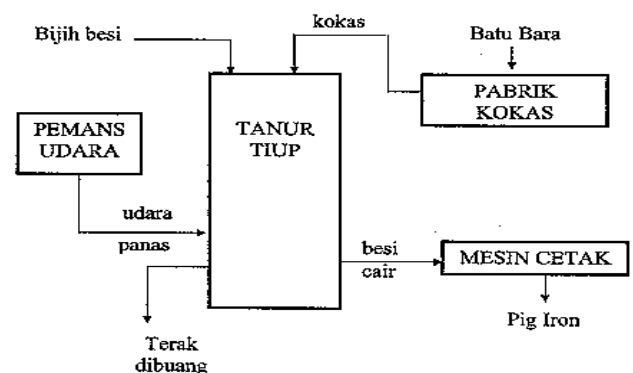 kokas
Bijih besi
Batu Bara
PABRIK
KOKAS
PEMANS
UDARA
TANUR
TIUP
udara
panas
besi
cair
MESIN CETAK
Pig Iron
Terak
dibuang